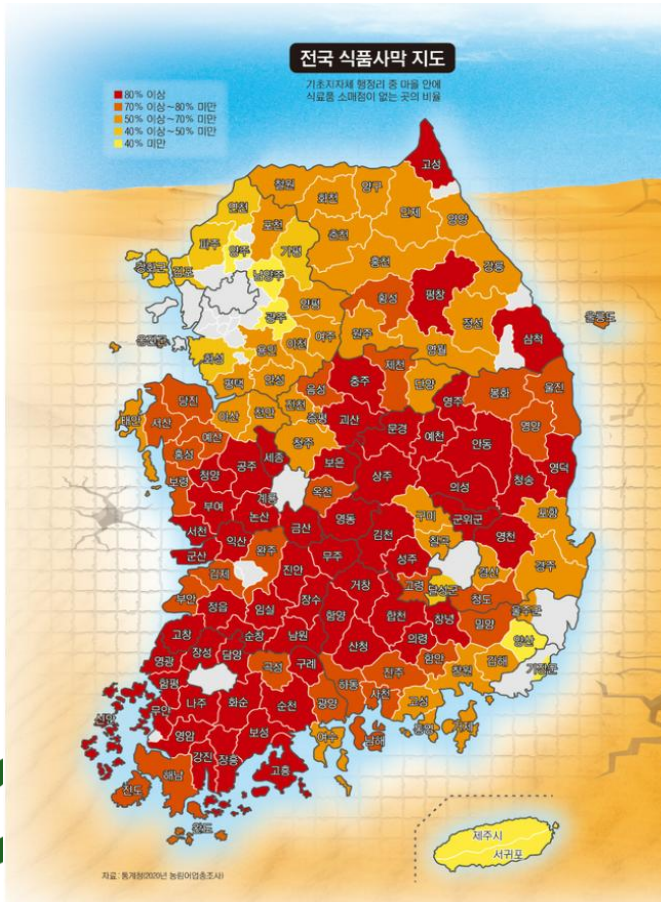 전국 식품사막 지도
기초지자체 행정리 중 마을 안에
식료품 소매점이 없는 곳의 비율
80% 이상
70% 이상~80% 미만
50% 이상~70% 미만
40% 이상~50% 미만
40% 미만
고성
철원
화천
양구
인제
양양
연천
포천
춘천
파주
양주
가평
홍천
강릉
강화군
김포
남양주
횡성
평창
양평
정선
광주
원주
삼척
울릉도
옹진군
화성
용인
이천
여주
영월
평택
안성
제천
당진
음성
충주
단양
영주
봉화
울진
태안
서산
아산
천안
진천
증평
괴산
문경
예천
안동
영양
예산
홍성
청주
세종
보은
상주
의성
청송
영덕
보령
청양
공주
계룡
옥천
부여
논산
금산
영동
김천
구미
군위군
포항
서천
군산
익산
완주
무주
성주
칠곡
영천
경산
경주
김제
진안
거창
고령
달성군
청도
부안
정읍
임실
장수
함양
합천
창녕
밀양
울주군
고창
순창
남원
산청
의령
양산
영광
장성
담양
곡성
구례
하동
진주
함안
창원
김해
기장군
함평
나주
화순
순천
광양
사천
고성
통영
거제
신안
무안
영암
보성
여수
남해
강진
장흥
고흥
해남
진도
완도
제주시
서귀포
자료 : 통계청(2020년 농림어업총조사)